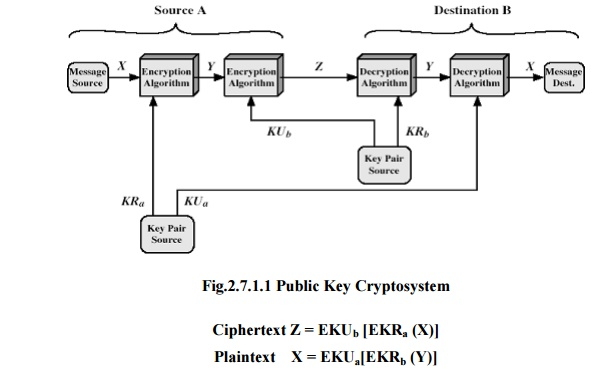 Source A
Destination B
Message Source
X
Encryption Algorithm
Y
Encryption Algorithm
Z
Decryption Algorithm
Y
Decryption Algorithm
X
Message Dest.
KUb
KRb
Key Pair Source
KRa
KUa
Key Pair Source
Fig.2.7.1.1 Public Key Cryptosystem
Ciphertext Z = EKUb [EKRa (X)]
Plaintext X = EKUa[EKRb (Y)]